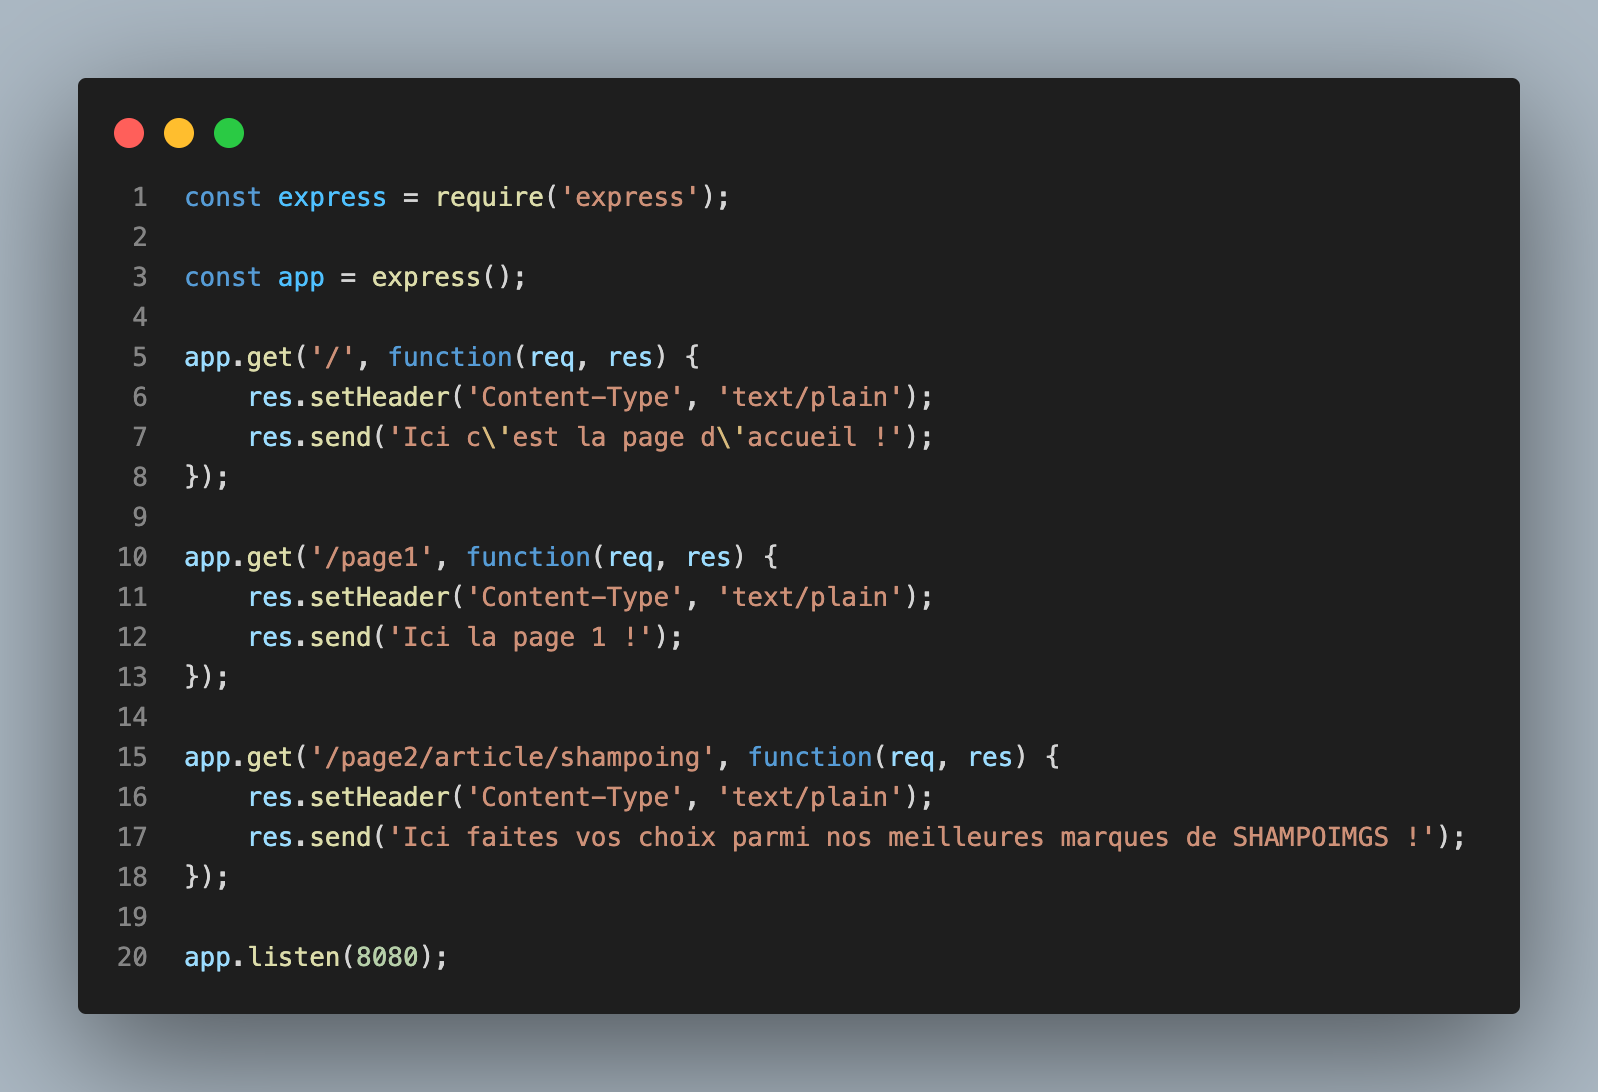 1 const express = require('express');
2
3 const app = express();
4
5 app.get('/', function(req, res) {
6     res.setHeader('Content-Type', 'text/plain');
7     res.send('Ici c\'est la page d\'accueil !');
8 });
9
10 app.get('/page1', function(req, res) {
11     res.setHeader('Content-Type', 'text/plain');
12     res.send('Ici la page 1 !');
13 });
14
15 app.get('/page2/article/shampoing', function(req, res) {
16     res.setHeader('Content-Type', 'text/plain');
17     res.send('Ici faites vos choix parmi nos meilleures marques de SHAMPOIMGS !');
18 });
19
20 app.listen(8080);